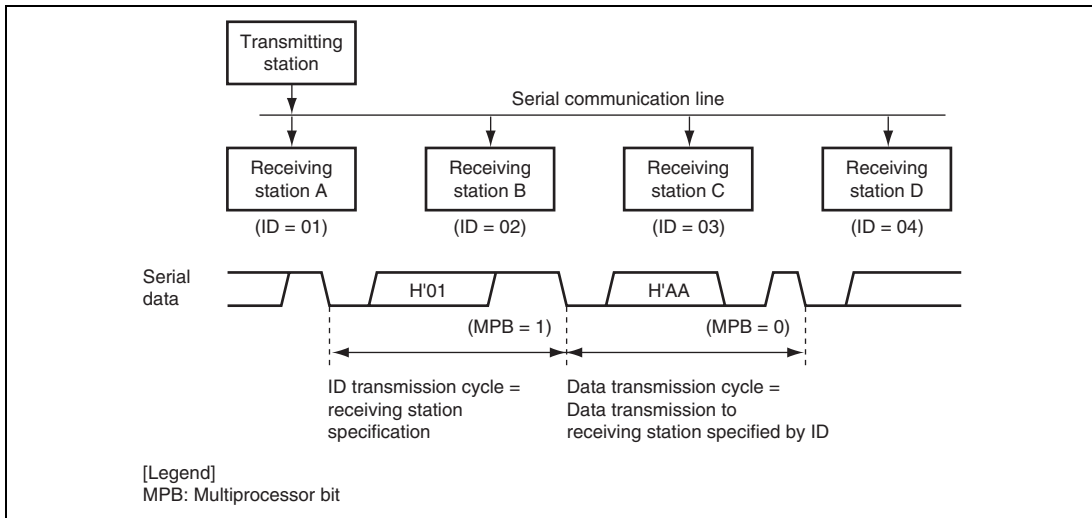 Transmitting
station
Serial communication line
Receiving
station A
Receiving
station B
Receiving
station C
Receiving
station D
(ID = 01)
(ID = 02)
(ID = 03)
(ID = 04)
Serial
data
H'01
H'AA
(MPB = 1)
(MPB = 0)
ID transmission cycle =
receiving station
specification
Data transmission cycle =
Data transmission to
receiving station specified by ID
[Legend]
MPB: Multiprocessor bit